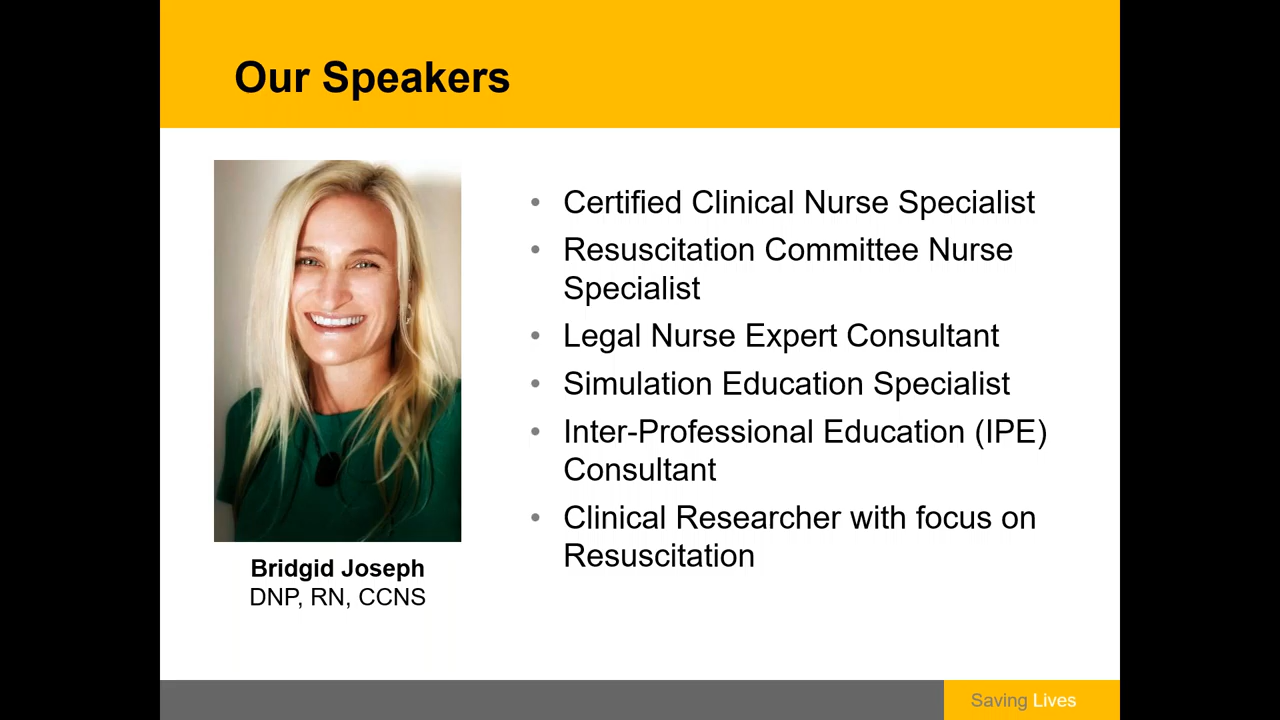 Our Speakers
• Certified Clinical Nurse Specialist
• Resuscitation Committee Nurse
Specialist
• Legal Nurse Expert Consultant
• Simulation Education Specialist
• Inter-Professional Education (IPE)
Consultant
• Clinical Researcher with focus on
Resuscitation
Bridgid Joseph
DNP, RN, CCNS
Saving Lives